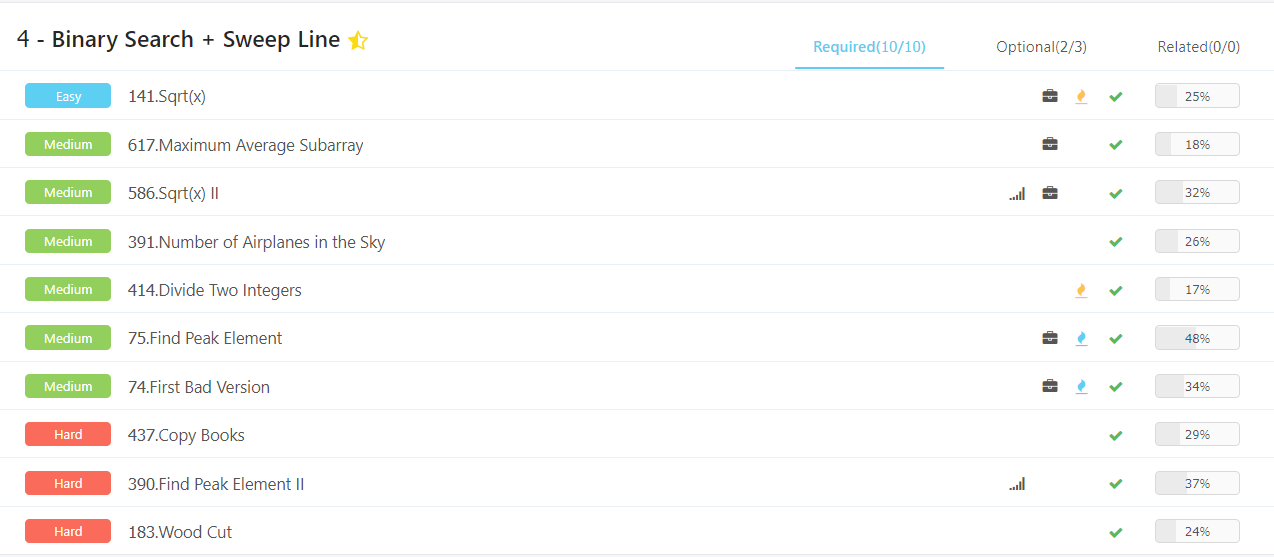 4 - Binary Search + Sweep Line
Required(10/10) Optional(2/3) Related(0/0)
Easy 141.Sqrt(x) 25%
Medium 617.Maximum Average Subarray 18%
Medium 586.Sqrt(x) II 32%
Medium 391.Number of Airplanes in the Sky 26%
Medium 414.Divide Two Integers 17%
Medium 75.Find Peak Element 48%
Medium 74.First Bad Version 34%
Hard 437.Copy Books 29%
Hard 390.Find Peak Element II 37%
Hard 183.Wood Cut 24%